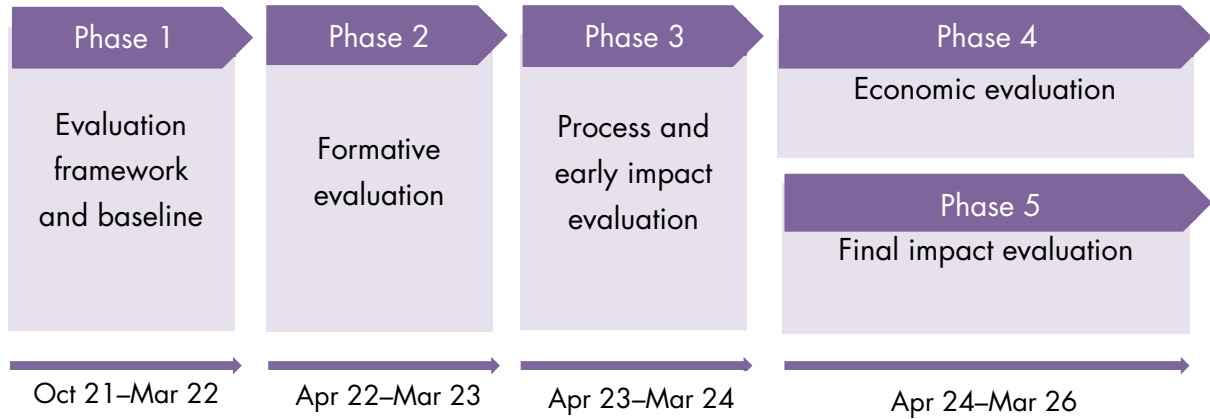 Phase 1
Evaluation
framework
and baseline
Oct 21–Mar 22
Phase 2
Formative
evaluation
Apr 22–Mar 23
Phase 3
Process and
early impact
evaluation
Apr 23–Mar 24
Phase 4
Economic evaluation
Phase 5
Final impact evaluation
Apr 24–Mar 26